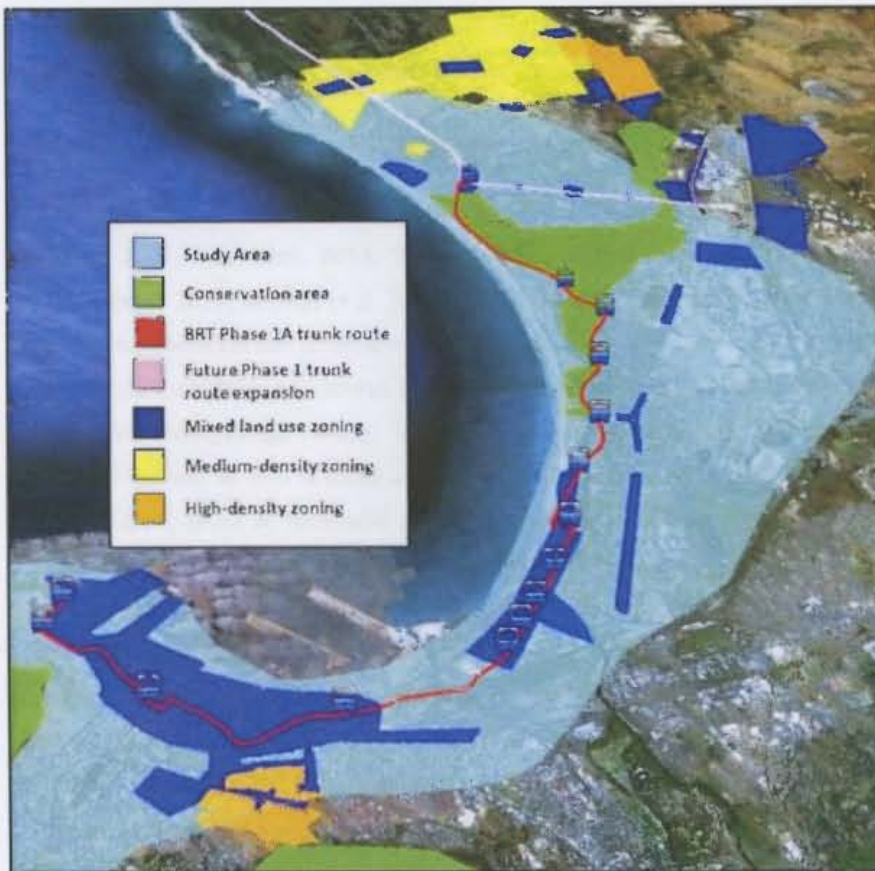 Study Area
Conservation area
BRT Phase 1A trunk route
Future Phase 1 trunk
route expansion
Mixed land use zoning
Medium-density zoning
High-density zoning